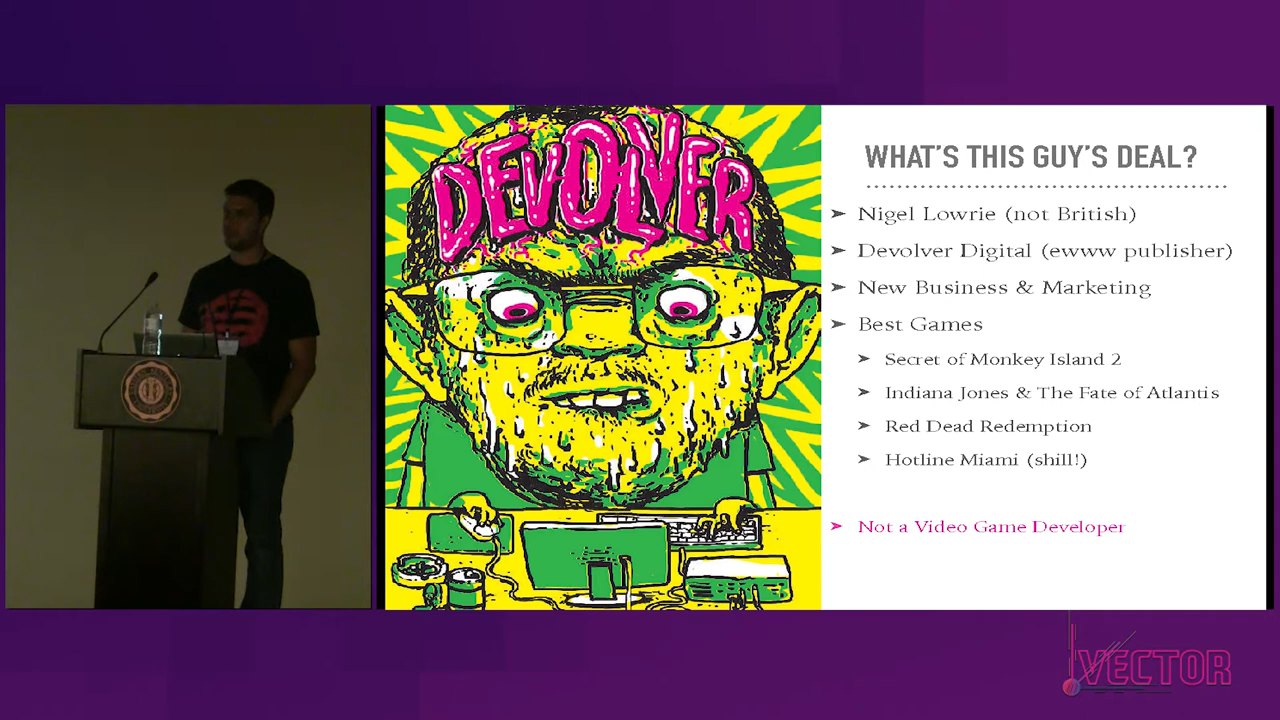 DEVOLVER
WHAT'S THIS GUY'S DEAL?
Nigel Lowrie (not British)
Devolver Digital (ewww publisher)
New Business & Marketing
Best Games
Secret of Monkey Island 2
Indiana Jones & The Fate of Atlantis
Red Dead Redemption
Hotline Miami (shill!)
Not a Video Game Developer
VECTOR